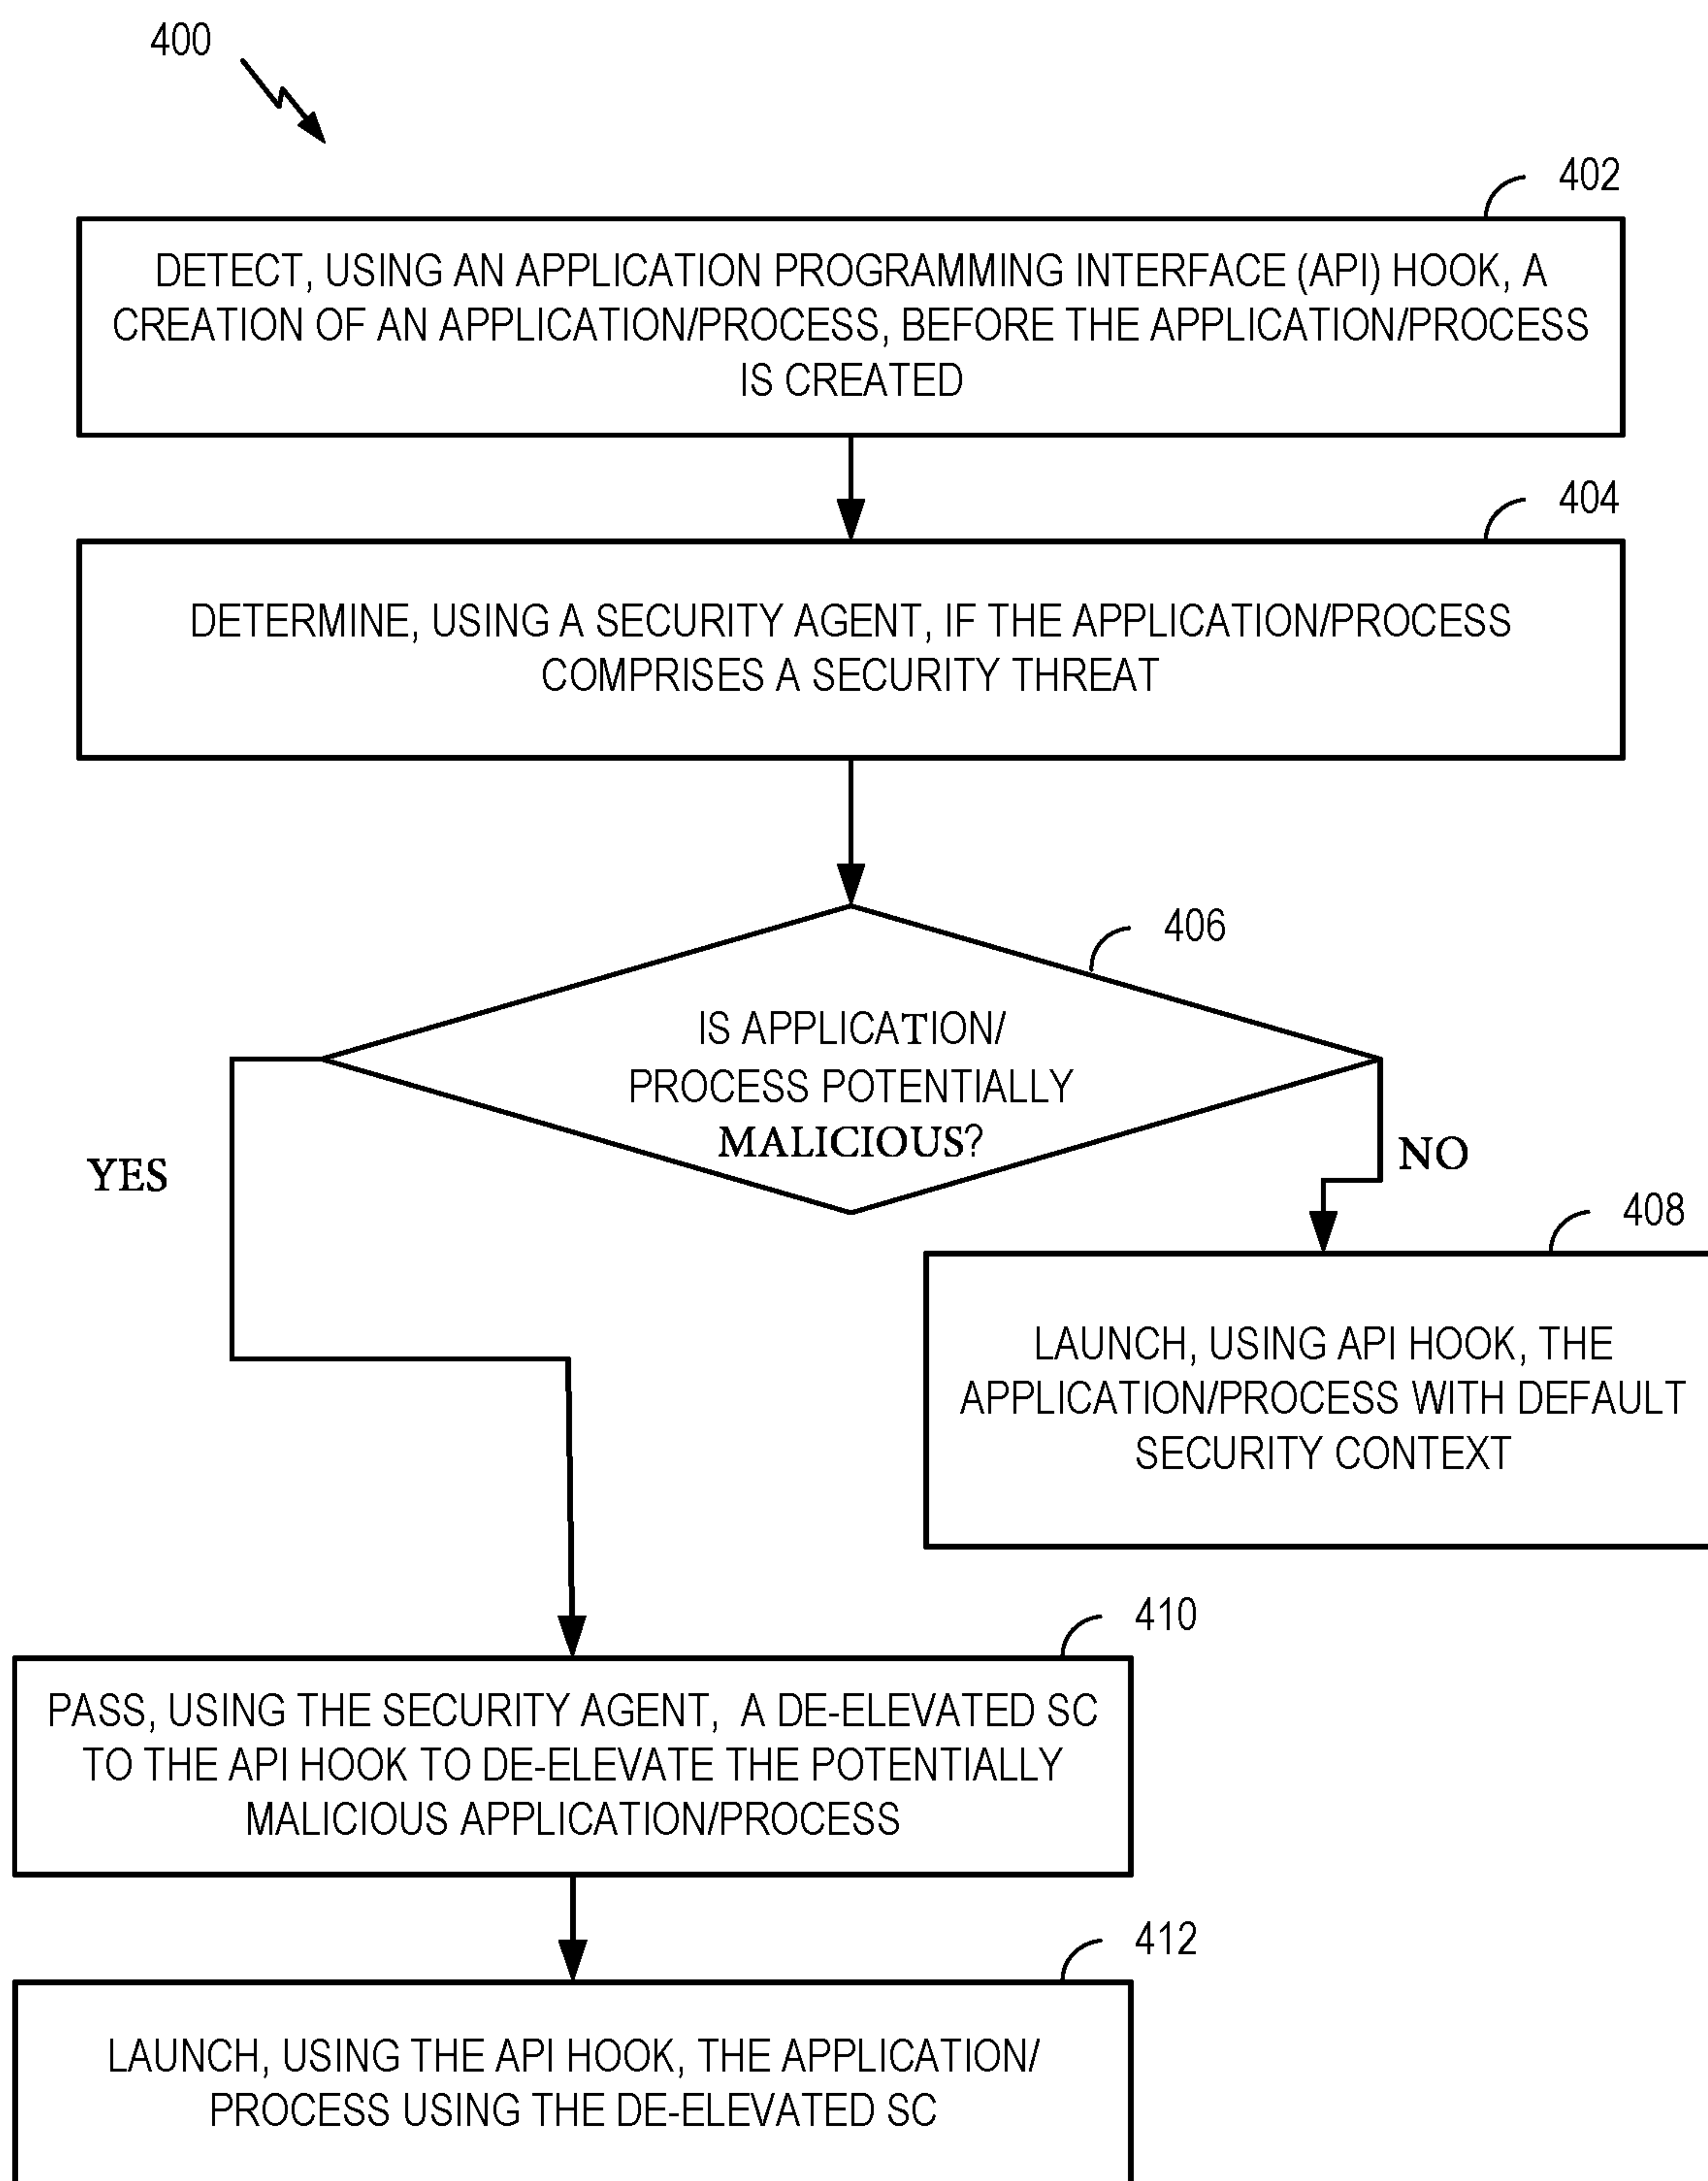 400
402
DETECT, USING AN APPLICATION PROGRAMMING INTERFACE (API) HOOK, A
CREATION OF AN APPLICATION/PROCESS, BEFORE THE APPLICATION/PROCESS
IS CREATED
404
DETERMINE, USING A SECURITY AGENT, IF THE APPLICATION/PROCESS
COMPRISES A SECURITY THREAT
406
IS APPLICATION/
PROCESS POTENTIALLY
MALICIOUS?
YES
NO
408
LAUNCH, USING API HOOK, THE
APPLICATION/PROCESS WITH DEFAULT
SECURITY CONTEXT
410
PASS, USING THE SECURITY AGENT, A DE-ELEVATED SC
TO THE API HOOK TO DE-ELEVATE THE POTENTIALLY
MALICIOUS APPLICATION/PROCESS
412
LAUNCH, USING THE API HOOK, THE APPLICATION/
PROCESS USING THE DE-ELEVATED SC